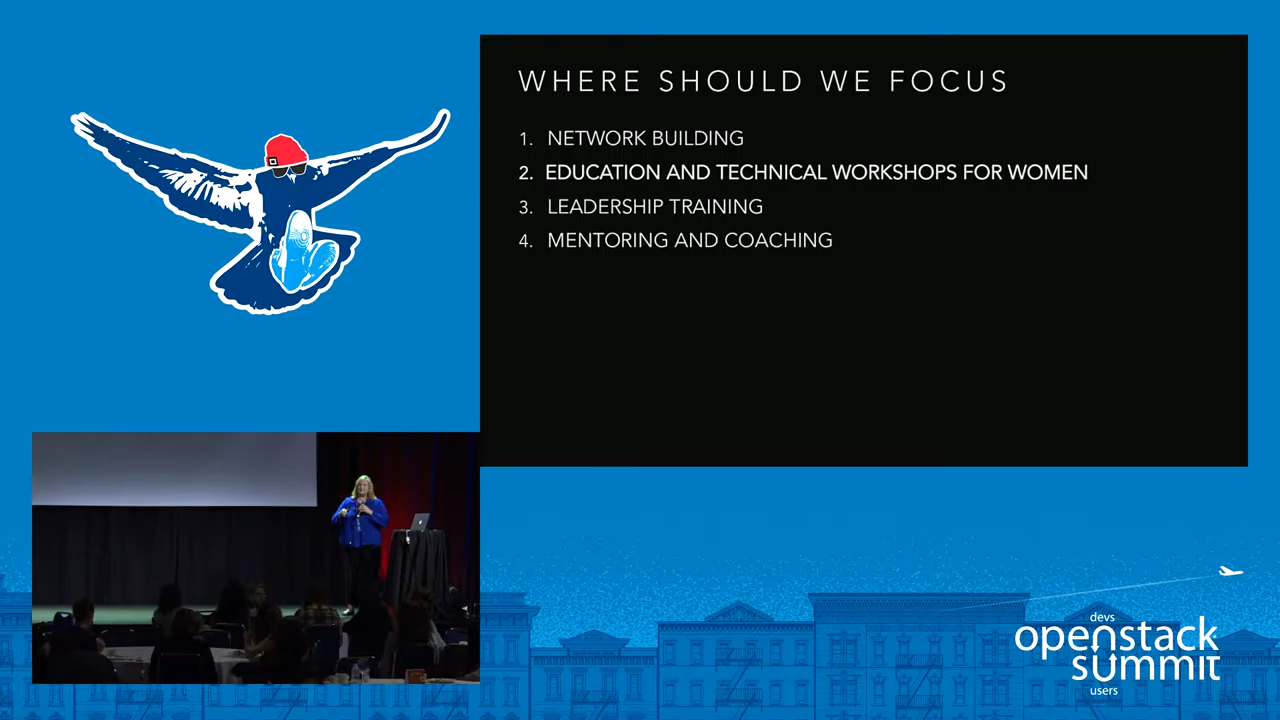 WHERE SHOULD WE FOCUS
1. NETWORK BUILDING
2. EDUCATION AND TECHNICAL WORKSHOPS FOR WOMEN
3. LEADERSHIP TRAINING
4. MENTORING AND COACHING
devs
openstack
summit
users